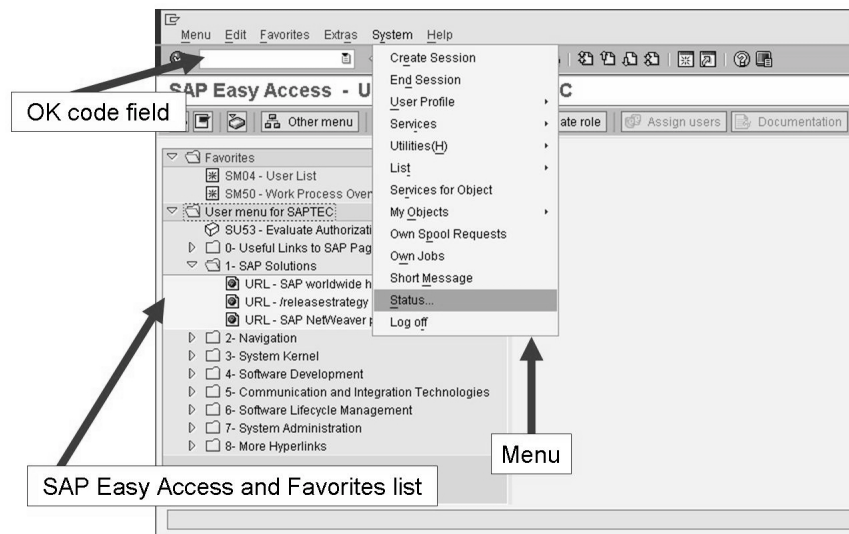 Menu Edit Favorites Extras System Help
SAP Easy Access - U
C
Other menu
ate role
Assign users
Documentation
Create Session
End Session
User Profile
Services
Utilities(H)
List
Services for Object
My Objects
Own Spool Requests
Own Jobs
Short Message
Status...
Log off
OK code field
Favorites
SM04 - User List
SM50 - Work Process Over
User menu for SAPTEC
SU53 - Evaluate Authorizati
0- Useful Links to SAP Pag
1- SAP Solutions
URL - SAP worldwide h
URL - /releasestrategy
URL - SAP NetWeaver p
2- Navigation
3- System Kernel
4- Software Development
5- Communication and Integration Technologies
6- Software Lifecycle Management
7- System Administration
8- More Hyperlinks
Menu
SAP Easy Access and Favorites list